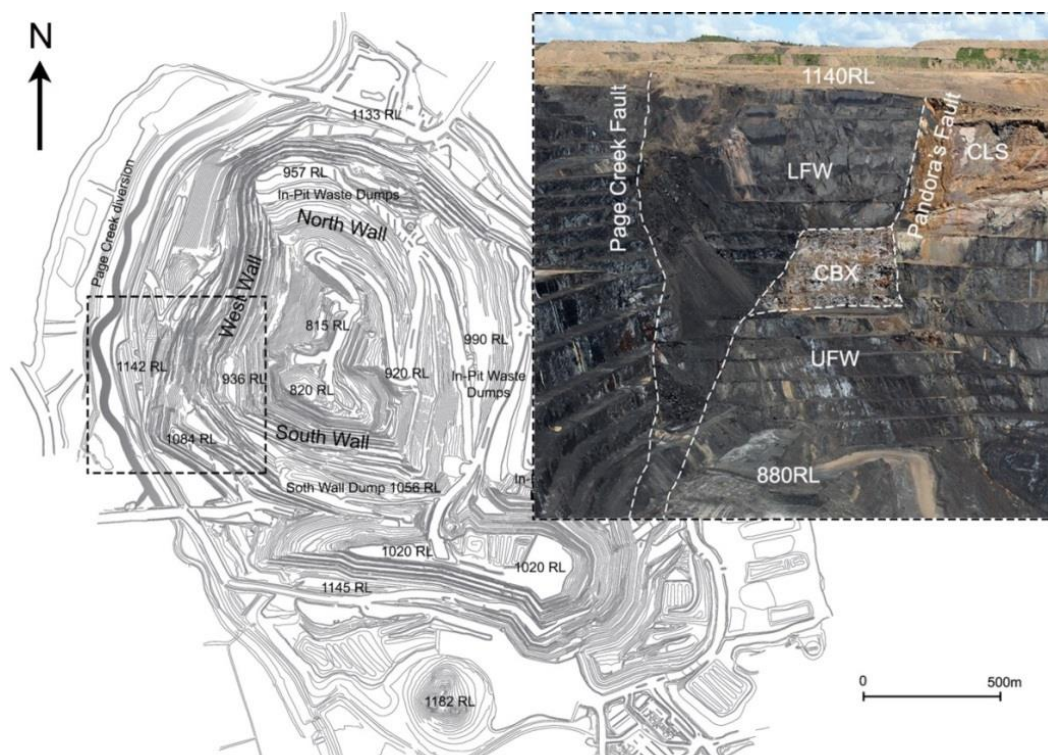 N
1133 RL
957 RL
In-Pit Waste Dumps
North Wall
Page Creek diversion
West Wall
815 RL
990 RL
1142 RL
936 RL
820 RL
920 RL
In-Pit Waste
Dumps
1084 RL
South Wall
Soth Wall Dump 1056 RL
1020 RL
1020 RL
1145 RL
1182 RL
0
500m
1140RL
Page Creek Fault
LFW
Pandora's Fault
CLS
CBX
UFW
880RL